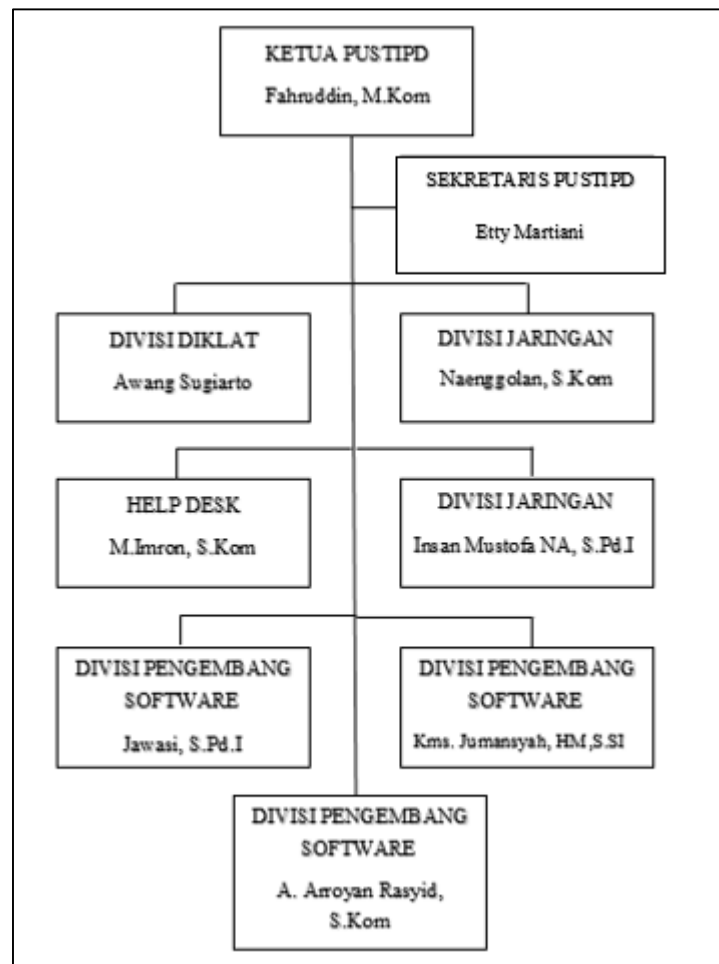 KETUA PUSTIPD
Fahruddin, M.Kom
SEKRETARIS PUSTIPD
Etty Martiani
DIVISI DIKLAT
Awang Sugiarto
DIVISI JARINGAN
Naenggolan, S.Kom
HELP DESK
M.Imron, S.Kom
DIVISI JARINGAN
Insan Mustofa NA, S.Pd.I
DIVISI PENGEMBANG
SOFTWARE
Jawasi, S.Pd.I
DIVISI PENGEMBANG
SOFTWARE
Kms. Jumansyah, HM,S.SI
DIVISI PENGEMBANG
SOFTWARE
A. Arroyan Rasyid,
S.Kom